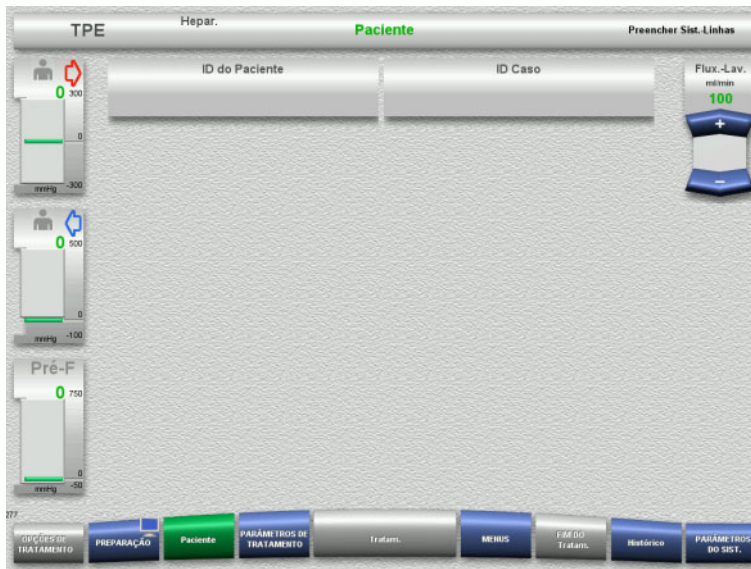 TPE
Hepar.
Paciente
Preencher Sist.-Linhas
ID do Paciente
ID Caso
Flux.-Lav.
ml/min
100
+
−
0
300
0
-300
mmHg
0
500
0
-100
mmHg
Pré-F
0
750
0
-50
mmHg
277
OPÇÕES DE
TRATAMENTO
PREPARAÇÃO
Paciente
PARÂMETROS DE
TRATAMENTO
Tratam.
MENUS
FIM DO
Tratam.
Histórico
PARÂMETROS
DO SIST.